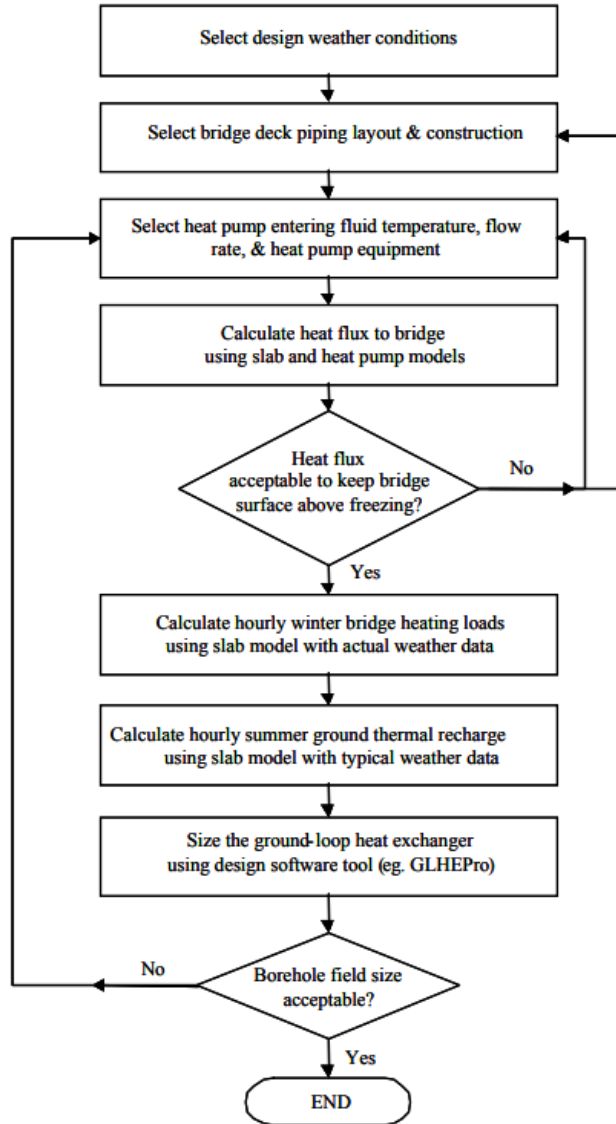 Select design weather conditions
Select bridge deck piping layout & construction
Select heat pump entering fluid temperature, flow
rate, & heat pump equipment
Calculate heat flux to bridge
using slab and heat pump models
Heat flux
acceptable to keep bridge
surface above freezing?
No
Yes
Calculate hourly winter bridge heating loads
using slab model with actual weather data
Calculate hourly summer ground thermal recharge
using slab model with typical weather data
Size the ground-loop heat exchanger
using design software tool (eg. GLHEPro)
No
Borehole field size
acceptable?
Yes
END